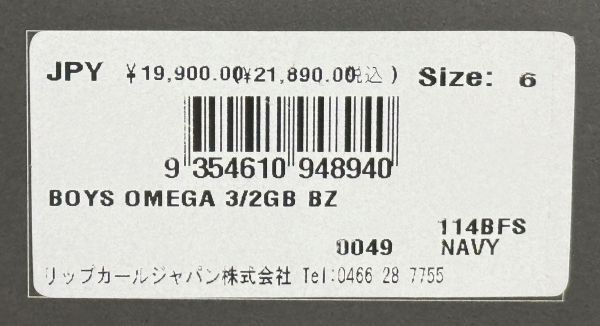 JPY ¥19,900.00(¥21,890.00税込) Size: 6
9 354610 948940
BOYS OMEGA 3/2GB BZ
114BFS
0049 NAVY
リップカールジャパン株式会社 Tel:0466 28 7755